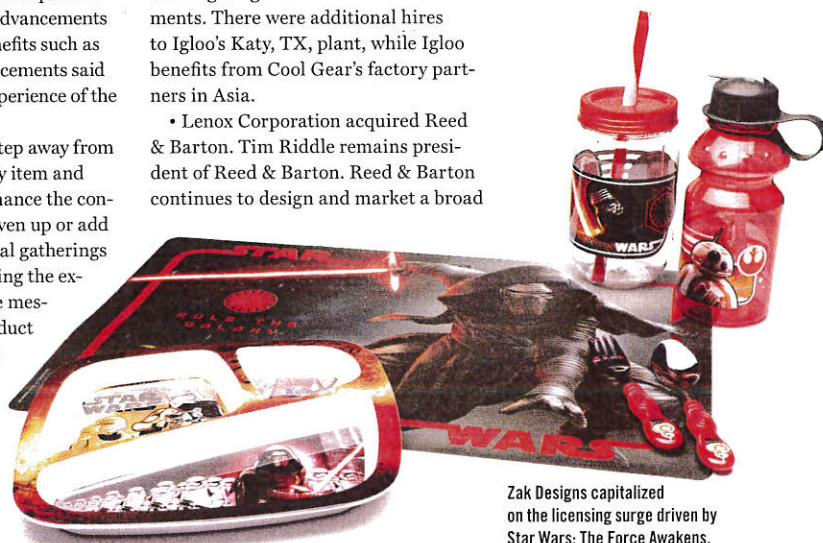 dvancements
nefits such as
cements said
perience of the
tep away from
y item and
hance the con-
ven up or add
al gatherings
ing the ex-
e mes-
duct
ments. There were additional hires
to Igloo's Katy, TX, plant, while Igloo
benefits from Cool Gear's factory part-
ners in Asia.
• Lenox Corporation acquired Reed
& Barton. Tim Riddle remains presi-
dent of Reed & Barton. Reed & Barton
continues to design and market a broad
WARS
STAR
RULE THE
GALAXY
WARS
STAR
WARS
Zak Designs capitalized
on the licensing surge driven by
Star Wars: The Force Awakens.